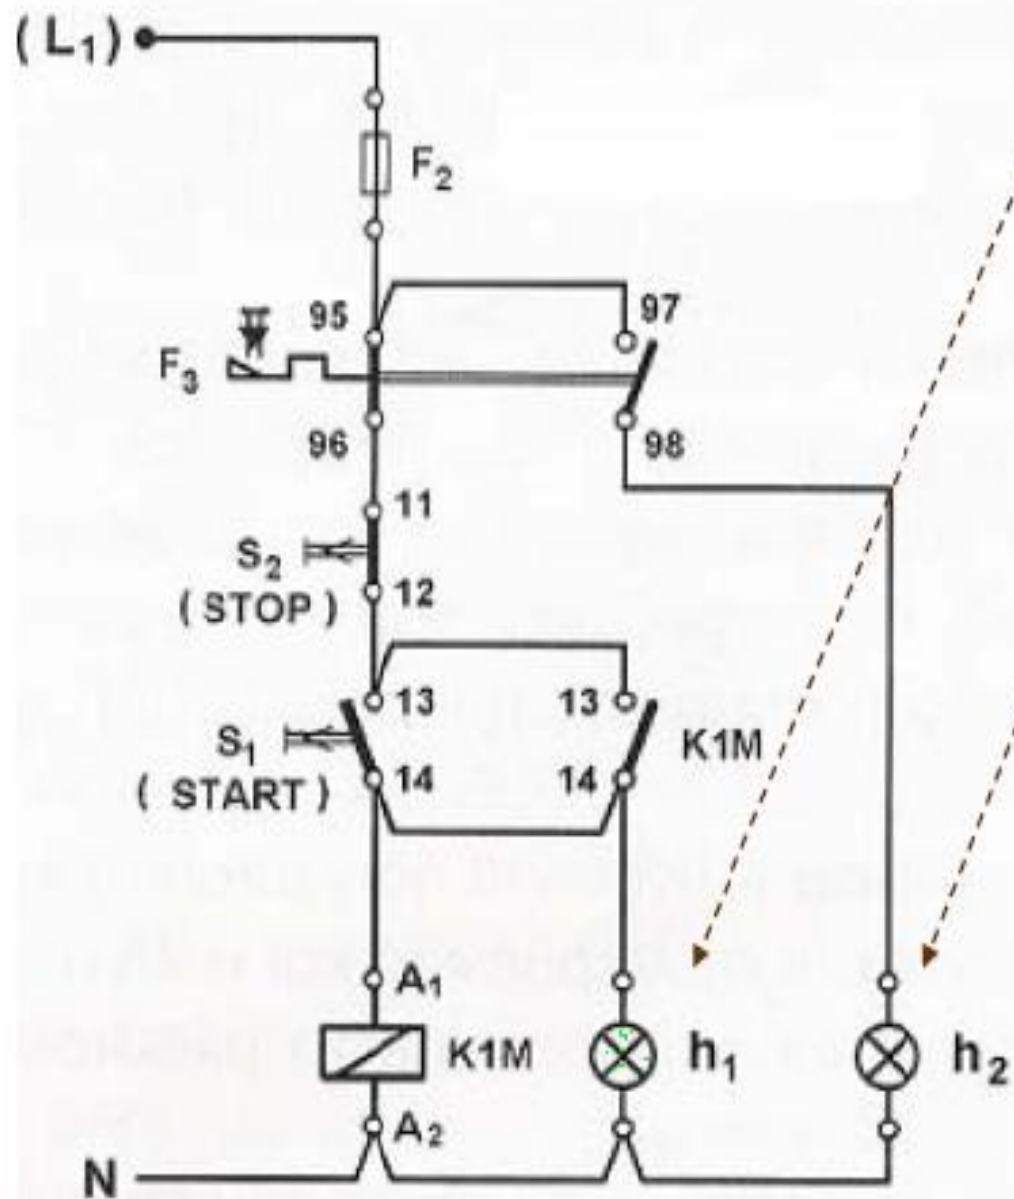 (L₁)
F₂
95
97
F₃
96
98
11
S₂
(STOP)
12
13
13
S₁
K1M
(START)
14
14
A₁
K1M
h₁
h₂
A₂
N